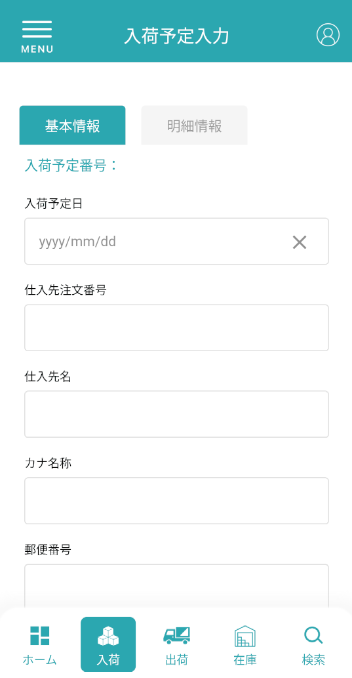 MENU
入荷予定入力
基本情報
明細情報
入荷予定番号：
入荷予定日
yyyy/mm/dd
仕入先注文番号
仕入先名
カナ名称
郵便番号
ホーム
入荷
出荷
在庫
検索